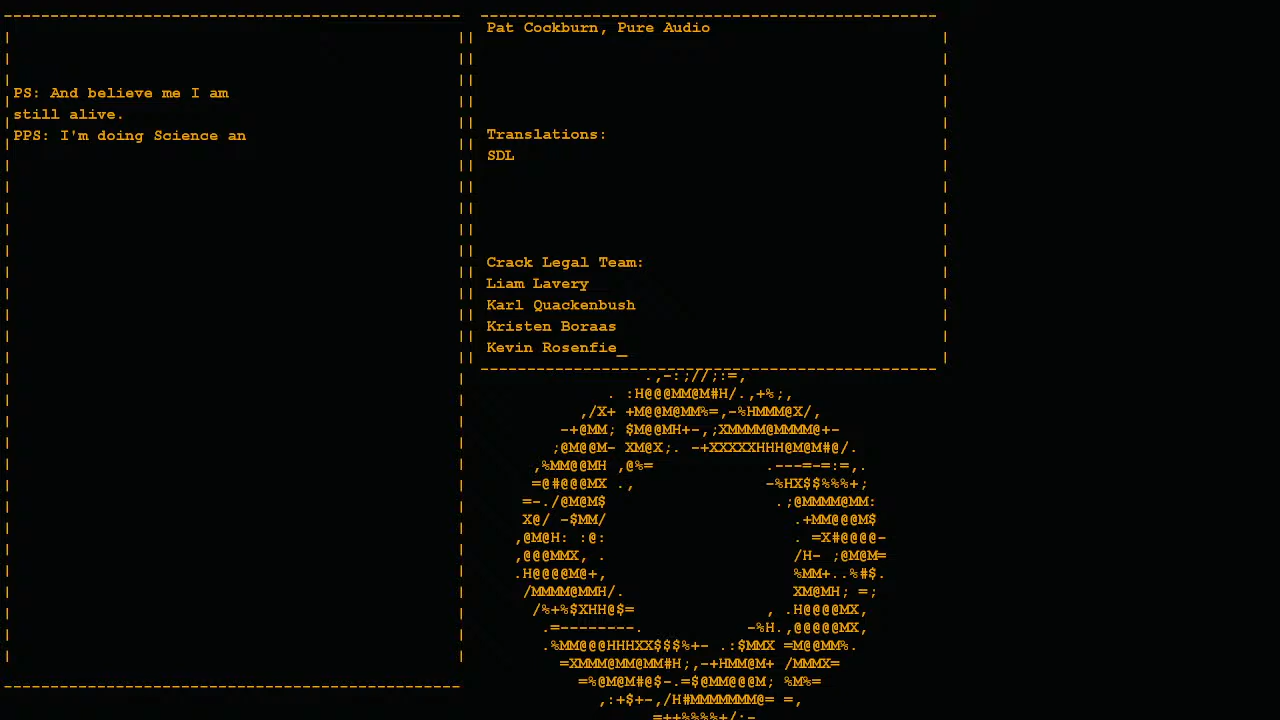 PS: And believe me I am
still alive.
PPS: I'm doing Science an
Pat Cockburn, Pure Audio
Translations:
SDL
Crack Legal Team:
Liam Lavery
Karl Quackenbush
Kristen Boraas
Kevin Rosenfie_